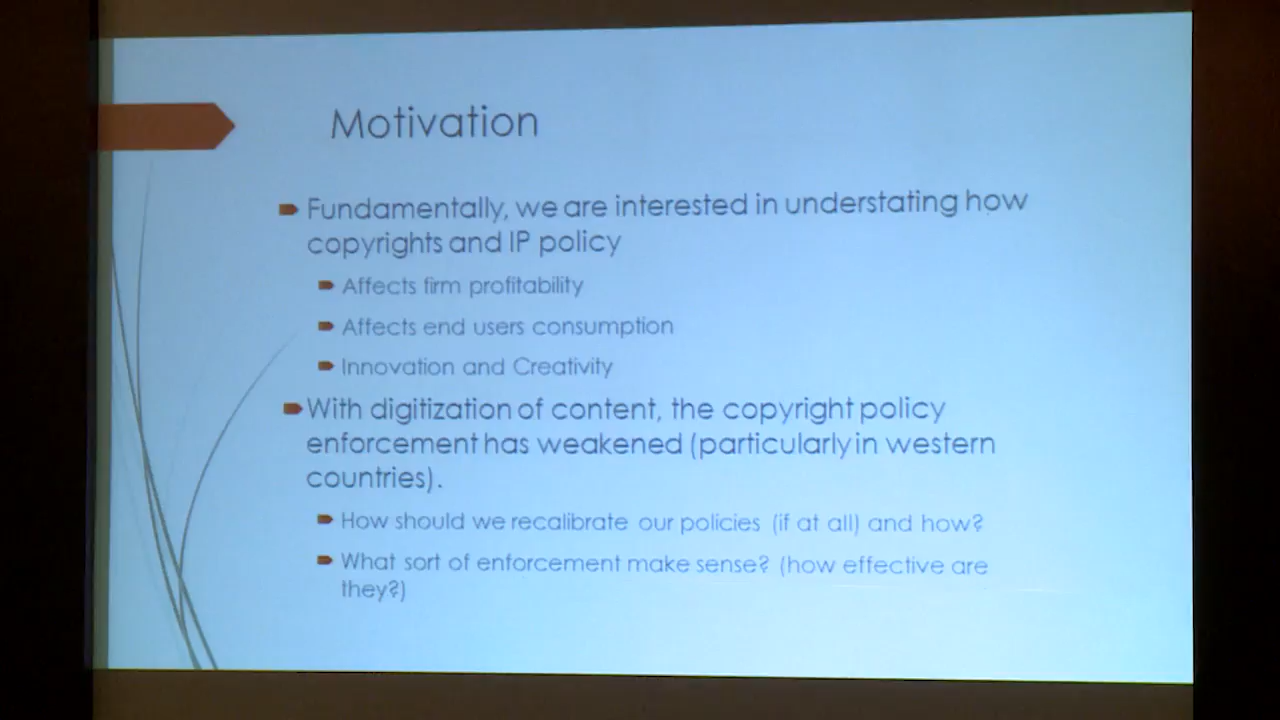 Motivation
Fundamentally, we are interested in understating how
copyrights and IP policy
Affects firm profitability
Affects end users consumption
Innovation and Creativity
With digitization of content, the copyright policy
enforcement has weakened (particularly in western
countries).
How should we recalibrate our policies (if at all) and how?
What sort of enforcement make sense? (how effective are
they?)